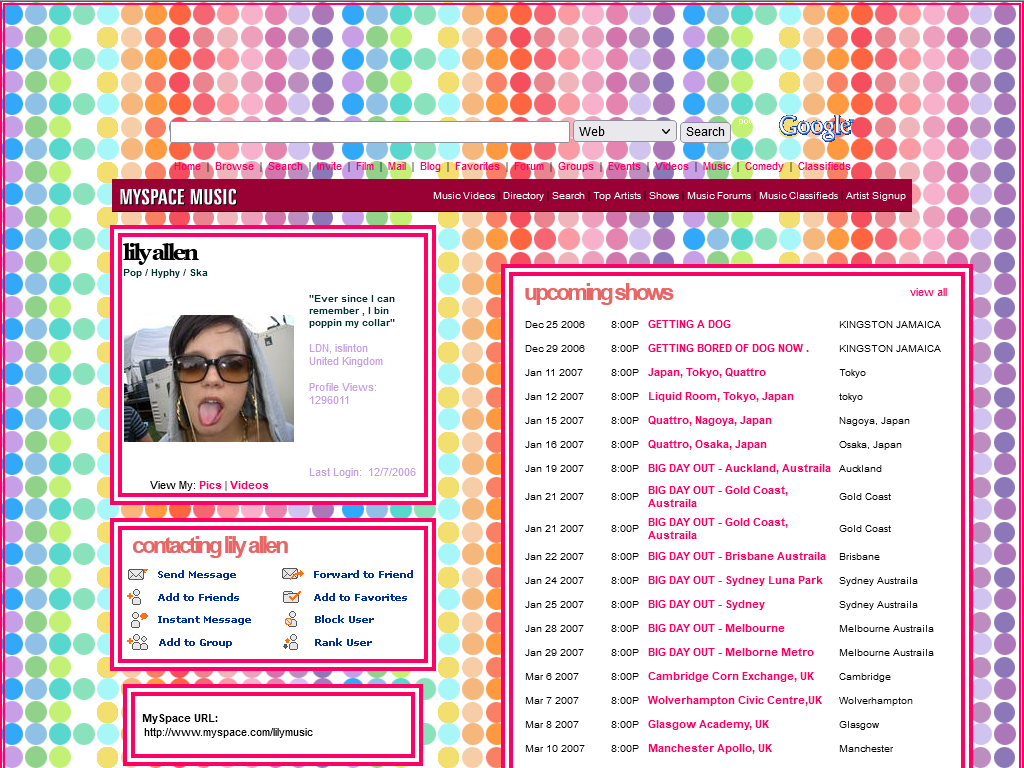 Web
Search
Google
Home | Browse | Search | Invite | Film | Mail | Blog | Favorites | Forum | Groups | Events | Videos | Music | Comedy | Classifieds
MYSPACE MUSIC
Music Videos | Directory | Search | Top Artists | Shows | Music Forums | Music Classifieds | Artist Signup
lily allen
Pop / Hyphy / Ska
"Ever since I can
remember , I bin
poppin my collar"
LDN, islinton
United Kingdom
Profile Views:
1296011
Last Login: 12/7/2006
View My: Pics | Videos
contacting lily allen
Send Message
Forward to Friend
Add to Friends
Add to Favorites
Instant Message
Block User
Add to Group
Rank User
MySpace URL:
http://www.myspace.com/lilymusic
upcoming shows
view all
Dec 25 2006 8:00P GETTING A DOG KINGSTON JAMAICA
Dec 29 2006 8:00P GETTING BORED OF DOG NOW . KINGSTON JAMAICA
Jan 11 2007 8:00P Japan, Tokyo, Quattro Tokyo
Jan 12 2007 8:00P Liquid Room, Tokyo, Japan tokyo
Jan 15 2007 8:00P Quattro, Nagoya, Japan Nagoya, Japan
Jan 16 2007 8:00P Quattro, Osaka, Japan Osaka, Japan
Jan 19 2007 8:00P BIG DAY OUT - Auckland, Austraila Auckland
Jan 21 2007 8:00P BIG DAY OUT - Gold Coast, Gold Coast
Austraila
Jan 21 2007 8:00P BIG DAY OUT - Gold Coast, Gold Coast
Austraila
Jan 22 2007 8:00P BIG DAY OUT - Brisbane Austraila Brisbane
Jan 24 2007 8:00P BIG DAY OUT - Sydney Luna Park Sydney Austraila
Jan 25 2007 8:00P BIG DAY OUT - Sydney Sydney Austraila
Jan 28 2007 8:00P BIG DAY OUT - Melbourne Melbourne Austraila
Jan 29 2007 8:00P BIG DAY OUT - Melborne Metro Melbourne Austraila
Mar 6 2007 8:00P Cambridge Corn Exchange, UK Cambridge
Mar 7 2007 8:00P Wolverhampton Civic Centre,UK Wolverhampton
Mar 8 2007 8:00P Glasgow Academy, UK Glasgow
Mar 10 2007 8:00P Manchester Apollo, UK Manchester